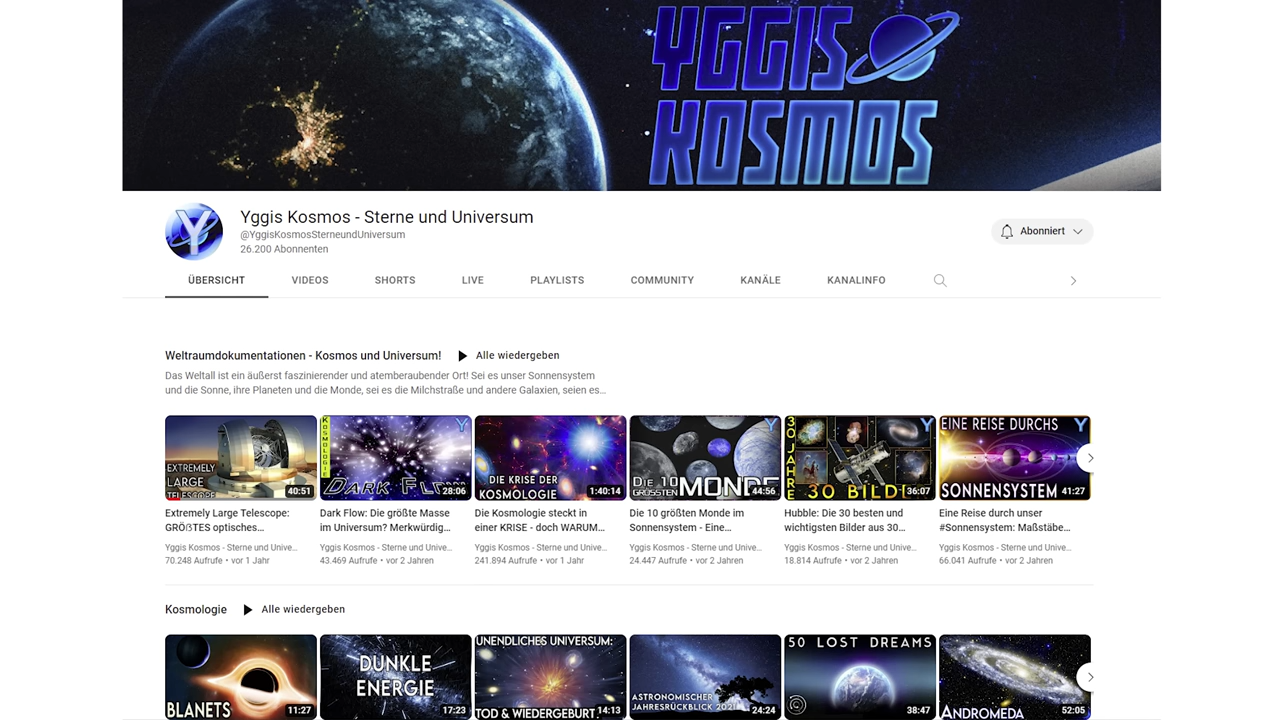 YGGIS
KOSMOS
Y
Yggis Kosmos - Sterne und Universum
@YggisKosmosSterneundUniversum
26.200 Abonnenten
Abonniert
ÜBERSICHT VIDEOS SHORTS LIVE PLAYLISTS COMMUNITY KANÄLE KANALINFO
Weltraumdokumentationen - Kosmos und Universum! Alle wiedergeben
Das Weltall ist ein äußerst faszinierender und atemberaubender Ort! Sei es unser Sonnensystem
und die Sonne, ihre Planeten und die Monde, sei es die Milchstraße und andere Galaxien, seien es...
EXTREMELY
LARGE
TELESCOPE
40:51
Extremely Large Telescope:
GRÖßTES optisches...
Yggis Kosmos - Sterne und Unive...
70.248 Aufrufe • vor 1 Jahr
KOSMOLOGIE
Y
DARK FLOW
28:06
Dark Flow: Die größte Masse
im Universum? Merkwürdig...
Yggis Kosmos - Sterne und Unive...
43.469 Aufrufe • vor 2 Jahren
DIE KRISE DER
KOSMOLOGIE
1:40:14
Die Kosmologie steckt in
einer KRISE - doch WARUM...
Yggis Kosmos - Sterne und Unive...
241.894 Aufrufe • vor 1 Jahr
Y
DIE 10
GRÖSSTEN MONDE
44:56
Die 10 größten Monde im
Sonnensystem - Eine...
Yggis Kosmos - Sterne und Unive...
24.447 Aufrufe • vor 2 Jahren
30 JAHRE
Y
30 BILDER
36:07
Hubble: Die 30 besten und
wichtigsten Bilder aus 30...
Yggis Kosmos - Sterne und Unive...
18.814 Aufrufe • vor 2 Jahren
EINE REISE DURCHS
Y
SONNENSYSTEM
41:27
Eine Reise durch unser
#Sonnensystem: Maßstäbe...
Yggis Kosmos - Sterne und Unive...
66.041 Aufrufe • vor 2 Jahren
Kosmologie Alle wiedergeben
BLANETS
11:27
DUNKLE
ENERGIE
17:23
UNENDLICHES UNIVERSUM:
TOD & WIEDERGEBURT
14:13
ASTRONOMISCHER
JAHRESRÜCKBLICK 2021
24:24
50 LOST DREAMS
38:47
ANDROMEDA
52:05